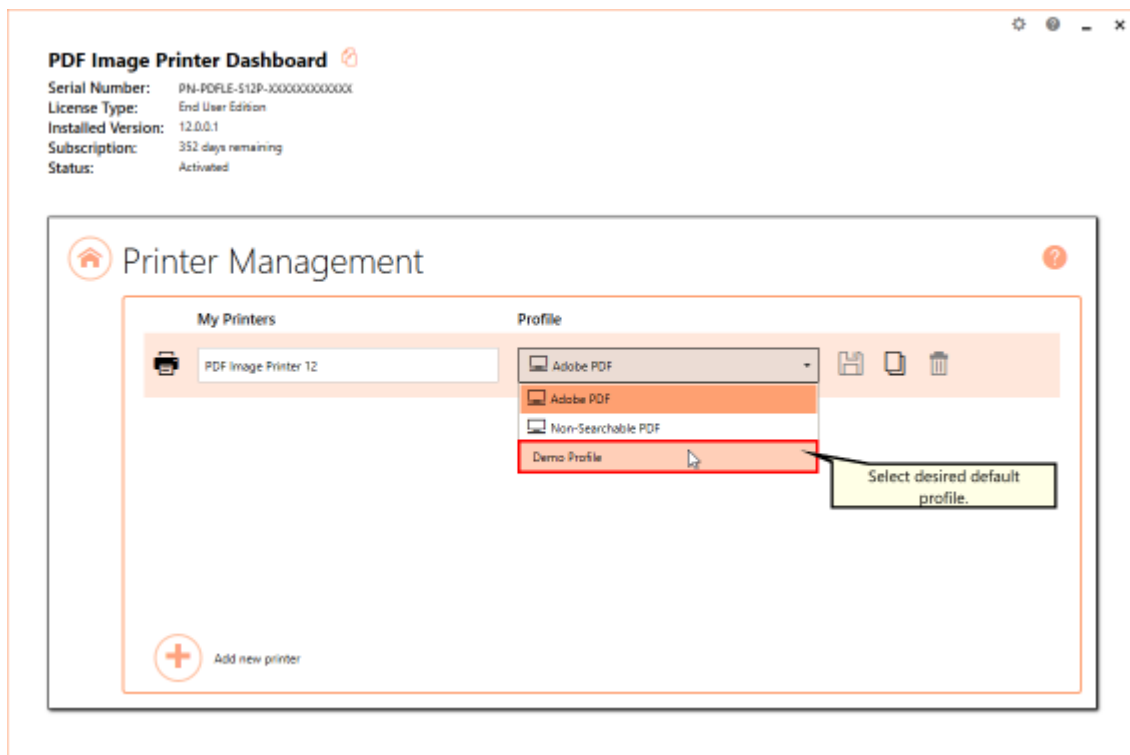 PDF Image Printer Dashboard
Serial Number: PN-PDFLE-S12P-XXXXXXXXXXXX
License Type: End User Edition
Installed Version: 12.0.0.1
Subscription: 352 days remaining
Status: Activated
Printer Management
My Printers Profile
PDF Image Printer 12 Adobe PDF
Adobe PDF
Non-Searchable PDF
Demo Profile
Select desired default
profile.
Add new printer